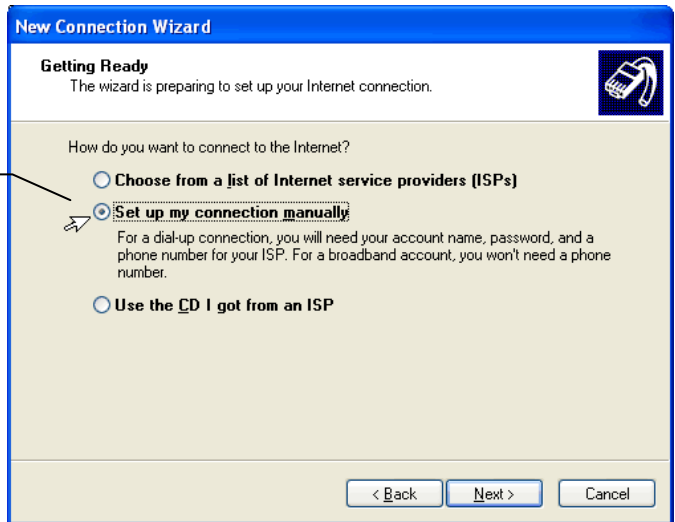 New Connection Wizard
Getting Ready
The wizard is preparing to set up your Internet connection.
How do you want to connect to the Internet?
Choose from a list of Internet service providers (ISPs)
Set up my connection manually
For a dial-up connection, you will need your account name, password, and a
phone number for your ISP. For a broadband account, you won't need a phone
number.
Use the CD I got from an ISP
< Back Next > Cancel